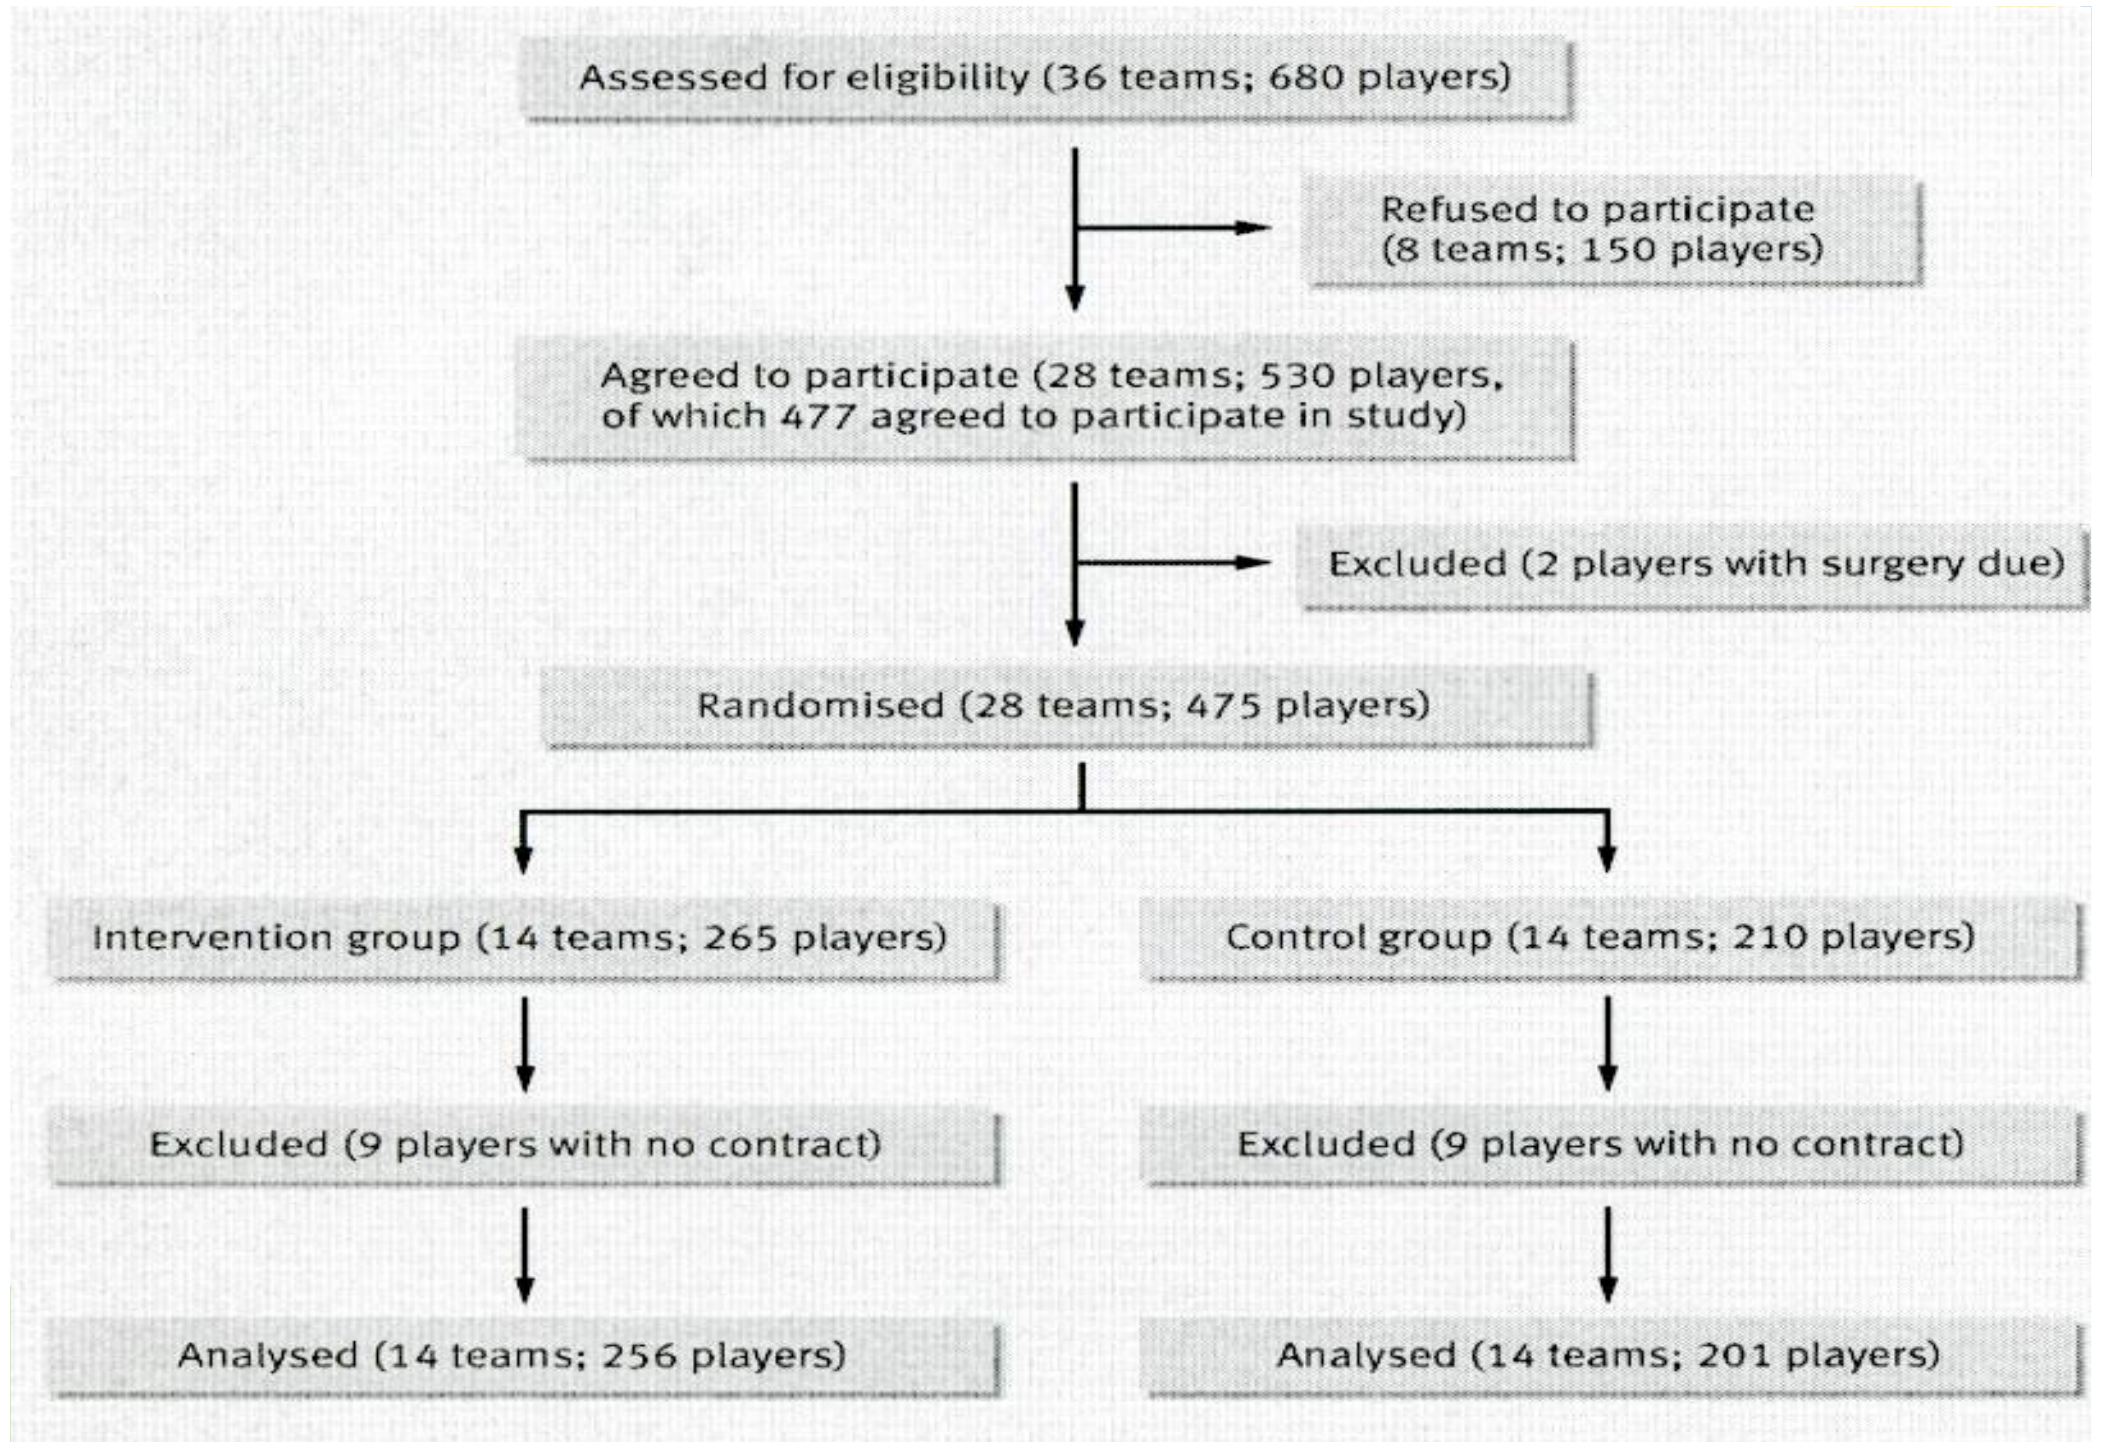 Assessed for eligibility (36 teams; 680 players)
Refused to participate
(8 teams; 150 players)
Agreed to participate (28 teams; 530 players,
of which 477 agreed to participate in study)
Excluded (2 players with surgery due)
Randomised (28 teams; 475 players)
Intervention group (14 teams; 265 players)
Control group (14 teams; 210 players)
Excluded (9 players with no contract)
Excluded (9 players with no contract)
Analysed (14 teams; 256 players)
Analysed (14 teams; 201 players)